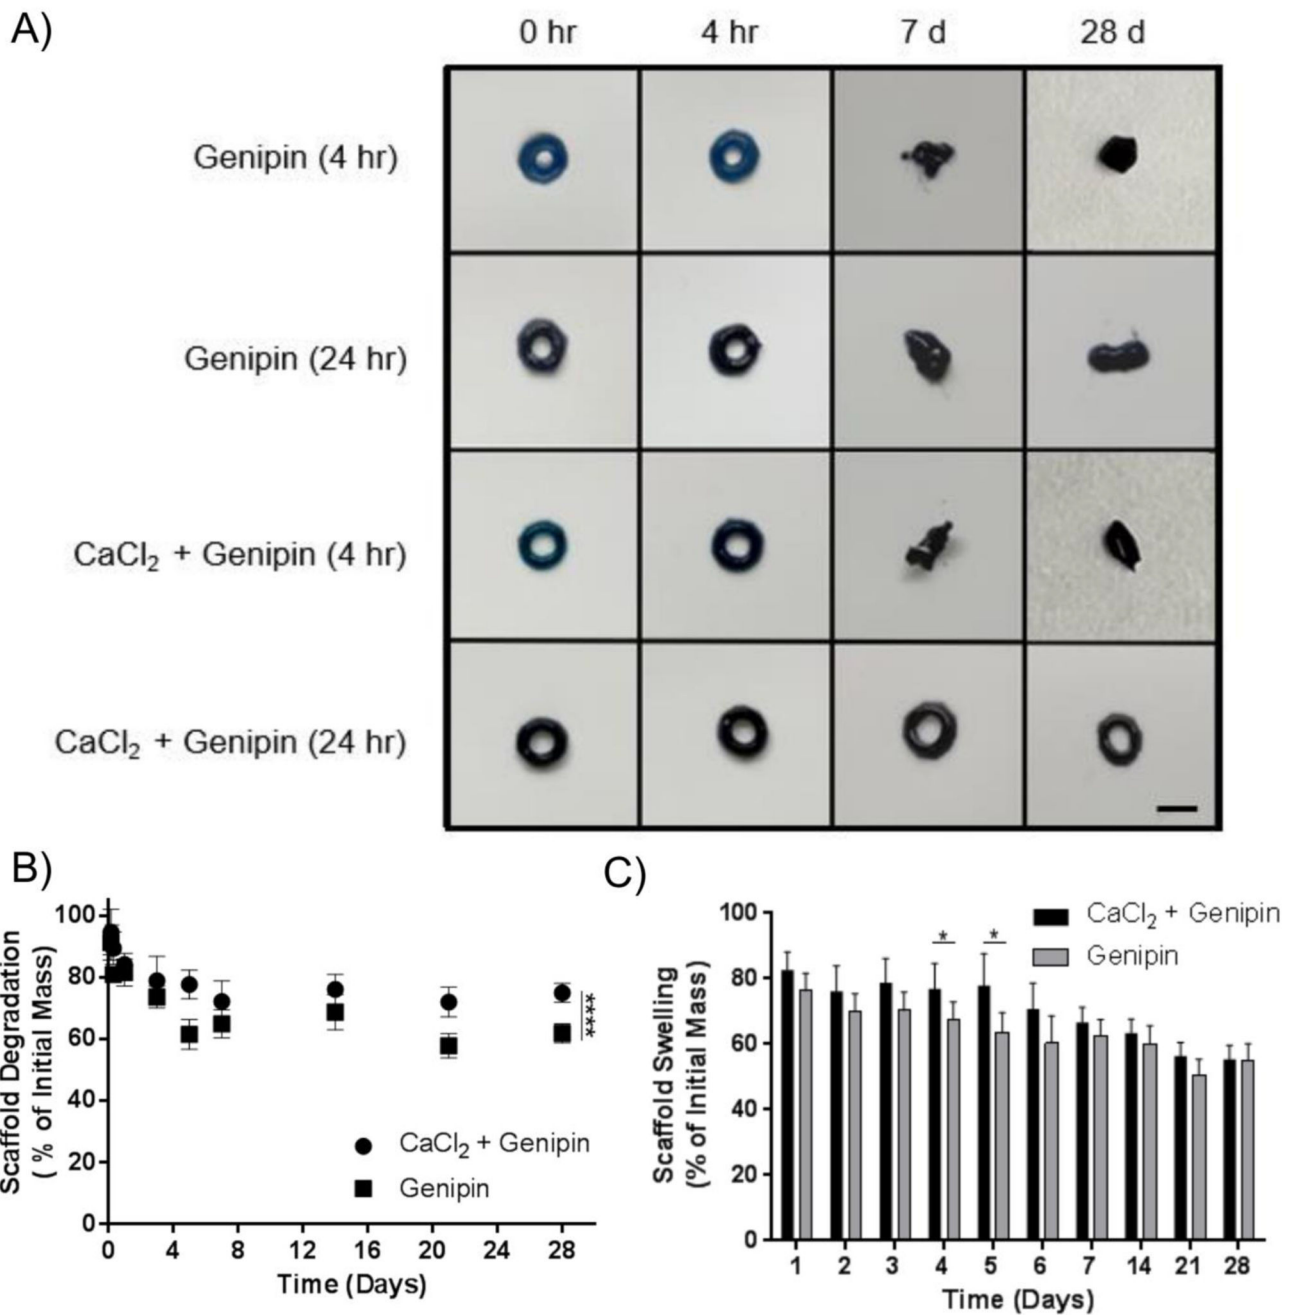 A)
0 hr 4 hr 7 d 28 d
Genipin (4 hr)
Genipin (24 hr)
CaCl₂ + Genipin (4 hr)
CaCl₂ + Genipin (24 hr)
B)
Scaffold Degradation
( % of Initial Mass)
100
80
60
40
20
0
****
CaCl₂ + Genipin
Genipin
0 4 8 12 16 20 24 28
Time (Days)
C)
Scaffold Swelling
(% of Initial Mass)
100
80
60
40
20
0
* *
CaCl₂ + Genipin
Genipin
1 2 3 4 5 6 7 14 21 28
Time (Days)